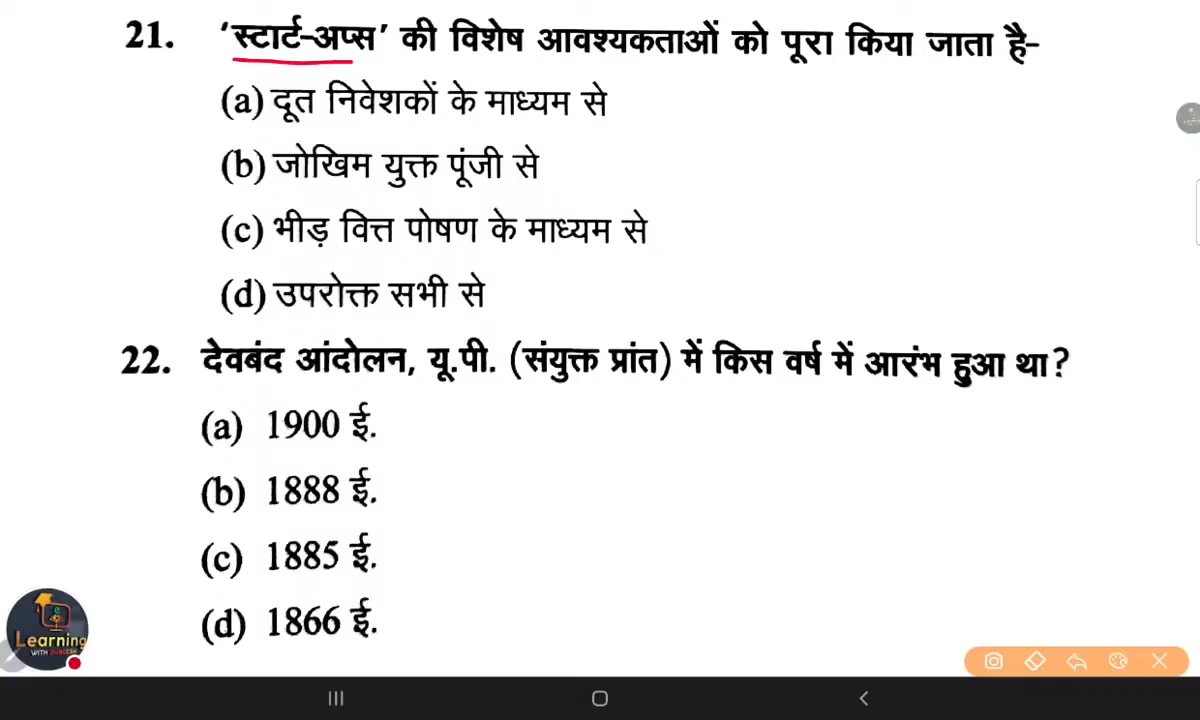 21. 'स्टार्ट-अप्स' की विशेष आवश्यकताओं को पूरा किया जाता है-
(a) दूत निवेशकों के माध्यम से
(b) जोखिम युक्त पूंजी से
(c) भीड़ वित्त पोषण के माध्यम से
(d) उपरोक्त सभी से
22. देवबंद आंदोलन, यू.पी. (संयुक्त प्रांत) में किस वर्ष में आरंभ हुआ था?
(a) 1900 ई.
(b) 1888 ई.
(c) 1885 ई.
(d) 1866 ई.
Learning